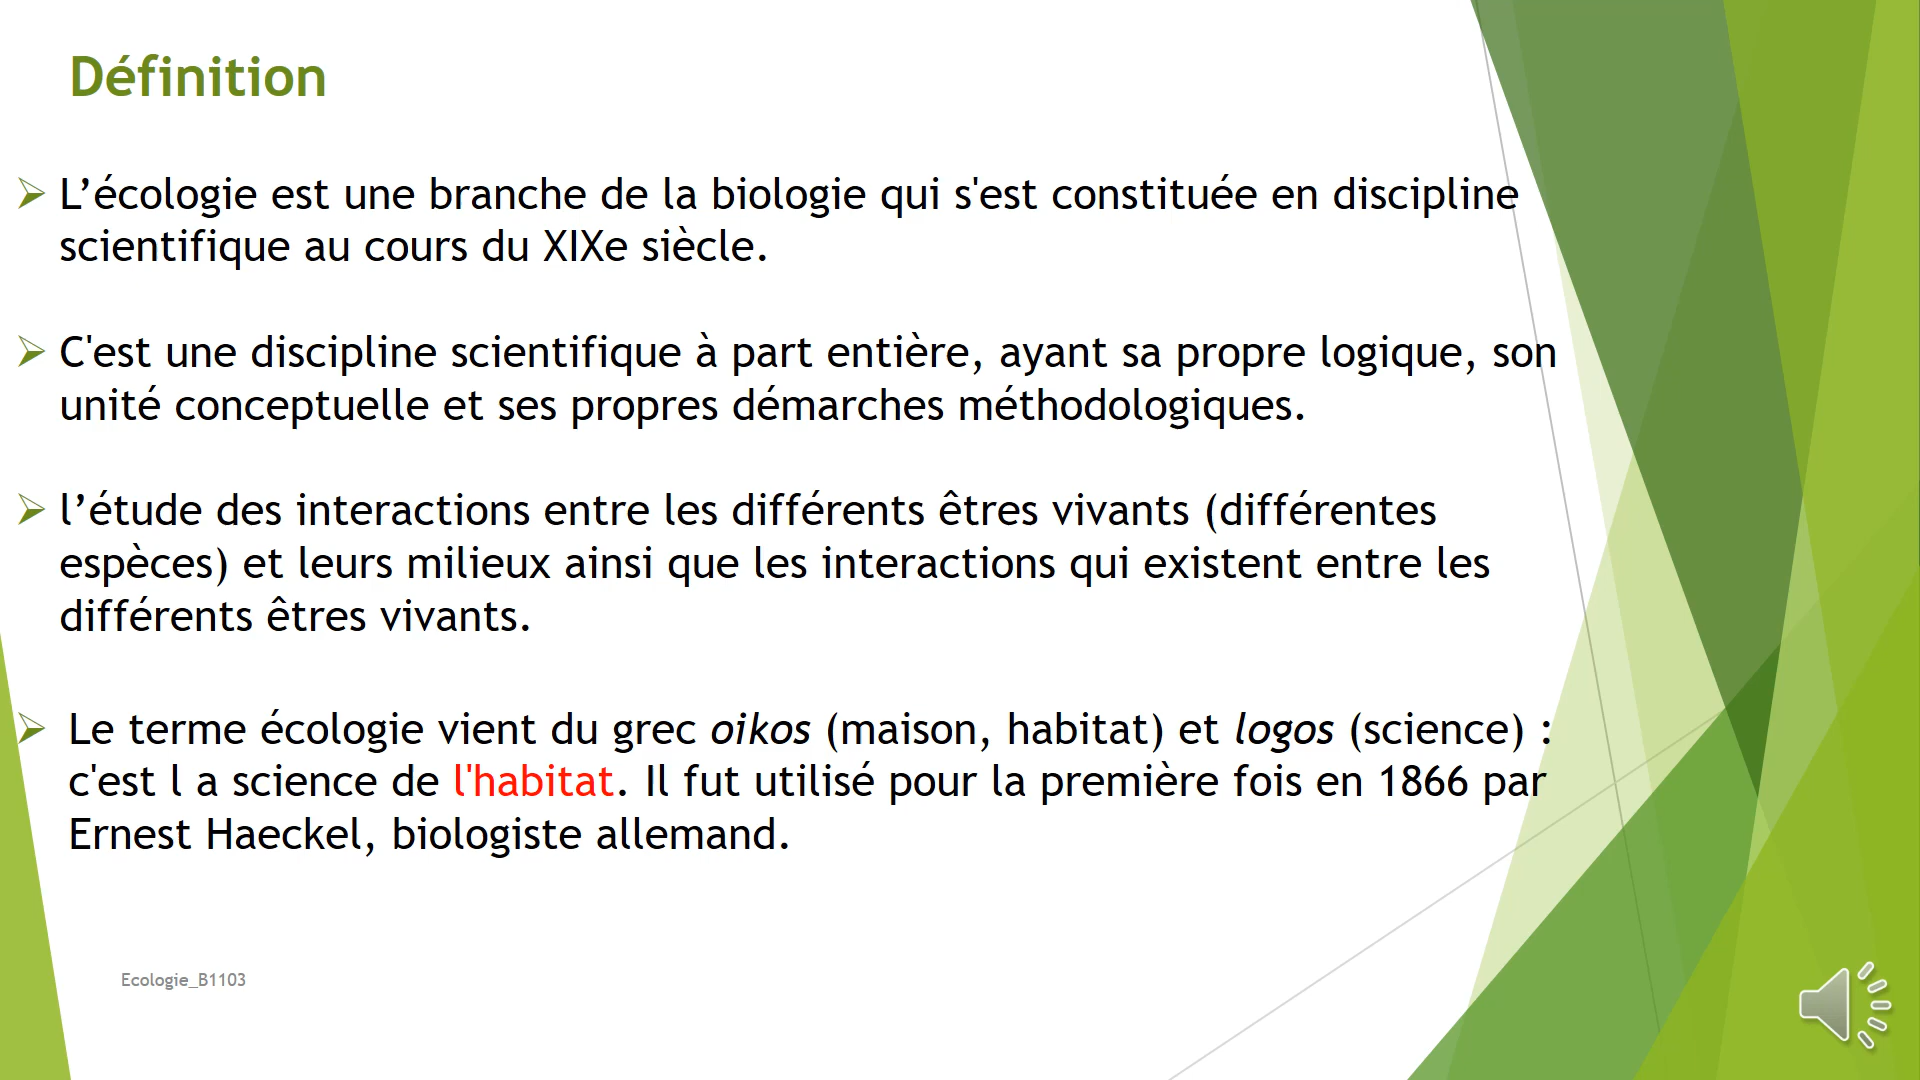 Définition
L’écologie est une branche de la biologie qui s'est constituée en discipline
scientifique au cours du XIXe siècle.
C'est une discipline scientifique à part entière, ayant sa propre logique, son
unité conceptuelle et ses propres démarches méthodologiques.
l’étude des interactions entre les différents êtres vivants (différentes
espèces) et leurs milieux ainsi que les interactions qui existent entre les
différents êtres vivants.
Le terme écologie vient du grec oikos (maison, habitat) et logos (science) :
c'est l a science de l'habitat. Il fut utilisé pour la première fois en 1866 par
Ernest Haeckel, biologiste allemand.
Ecologie_B1103